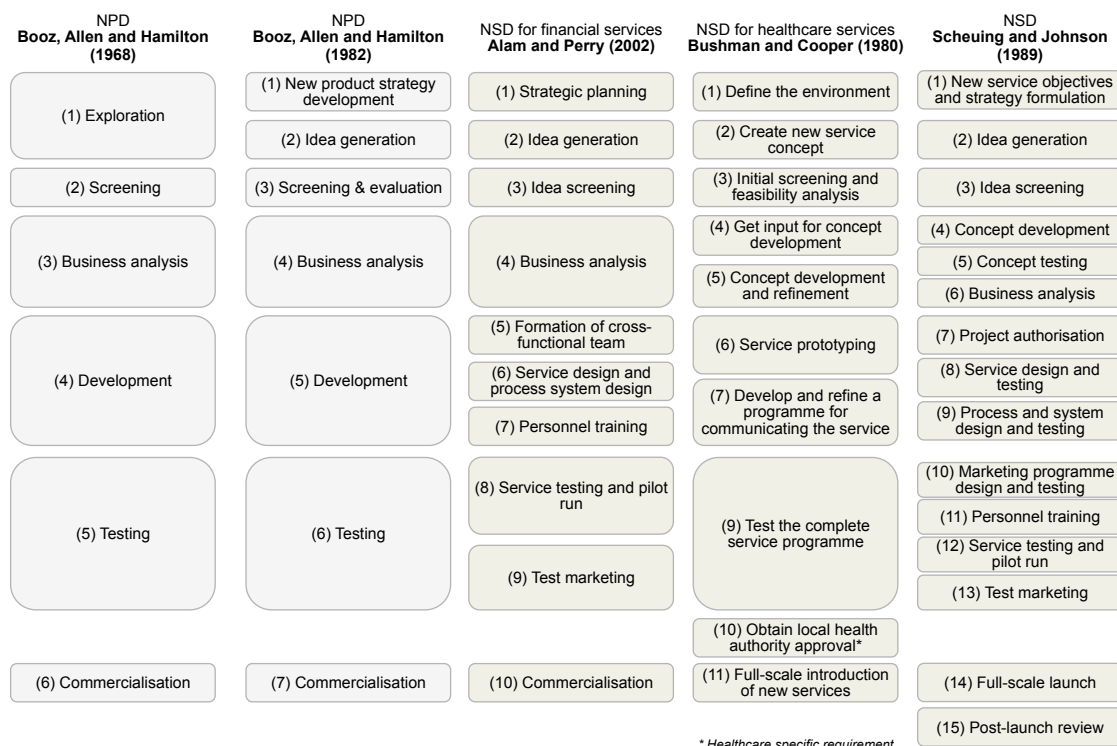 NPD
Booz, Allen and Hamilton
(1968)
(1) Exploration
(2) Screening
(3) Business analysis
(4) Development
(5) Testing
(6) Commercialisation
NPD
Booz, Allen and Hamilton
(1982)
(1) New product strategy
development
(2) Idea generation
(3) Screening & evaluation
(4) Business analysis
(5) Development
(6) Testing
(7) Commercialisation
NSD for financial services
Alam and Perry (2002)
(1) Strategic planning
(2) Idea generation
(3) Idea screening
(4) Business analysis
(5) Formation of cross-
functional team
(6) Service design and
process system design
(7) Personnel training
(8) Service testing and pilot
run
(9) Test marketing
(10) Commercialisation
NSD for healthcare services
Bushman and Cooper (1980)
(1) Define the environment
(2) Create new service
concept
(3) Initial screening and
feasibility analysis
(4) Get input for concept
development
(5) Concept development
and refinement
(6) Service prototyping
(7) Develop and refine a
programme for
communicating the service
(9) Test the complete
service programme
(10) Obtain local health
authority approval*
(11) Full-scale introduction
of new services
* Healthcare specific requirement
NSD
Scheuing and Johnson
(1989)
(1) New service objectives
and strategy formulation
(2) Idea generation
(3) Idea screening
(4) Concept development
(5) Concept testing
(6) Business analysis
(7) Project authorisation
(8) Service design and
testing
(9) Process and system
design and testing
(10) Marketing programme
design and testing
(11) Personnel training
(12) Service testing and
pilot run
(13) Test marketing
(14) Full-scale launch
(15) Post-launch review